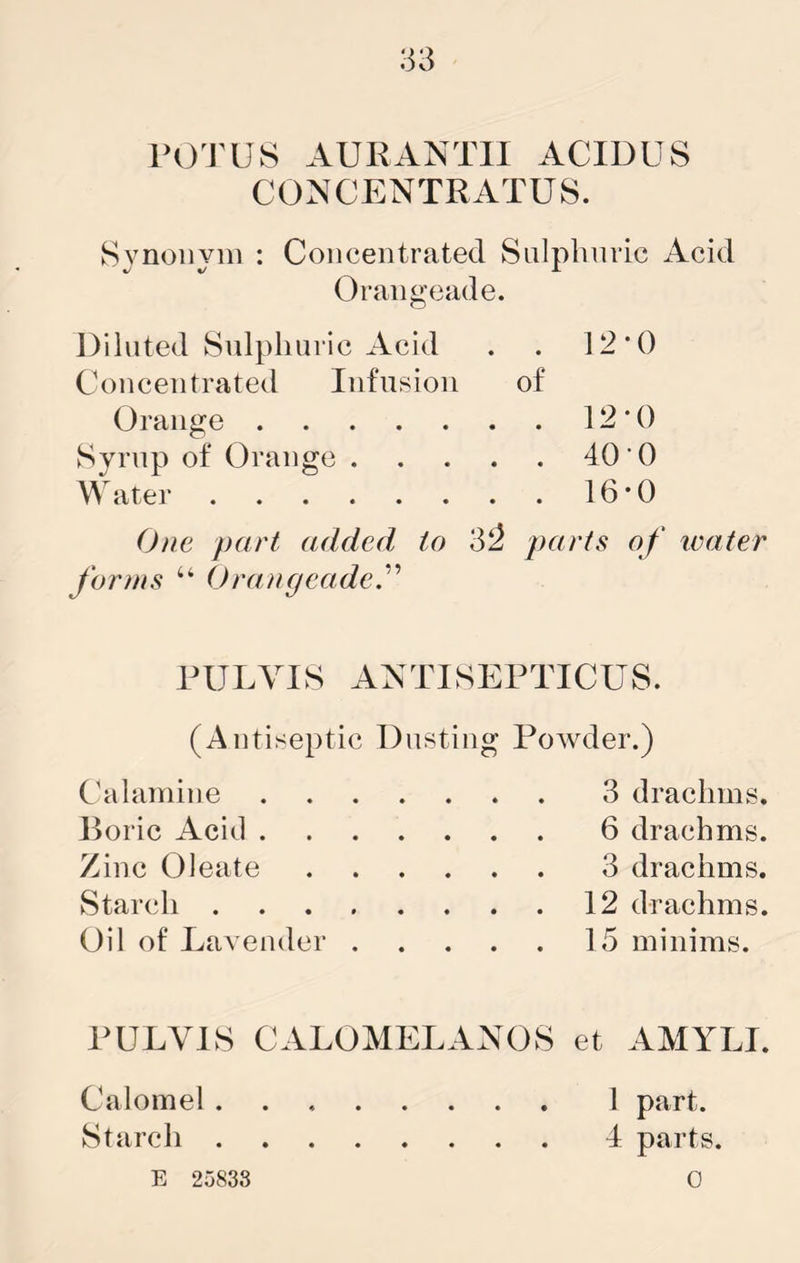 33
POTUS AURANTII ACIDUS
CONCENTRATUS.
Synonym : Concentrated Sulphuric Acid
Orangeade.
Diluted Sulphuric Acid . . 12·0
Concentrated Infusion of
Orange . . . . . . . 12·0
Syrup of Orange . . . . . 40·0
Water . . . . . . . . 16·0
One part added to 32 parts of water
forms “ Orangeade.”
PULVIS ANTISEPTICUS.
(Antiseptic Dusting Powder.)
Calamine . . . . . . . 3 drachms.
Boric Acid . . . . . . . 6 drachms.
Zinc Oleate . . . . . . 3 drachms.
Starch . . . . . . . . 12 drachms.
Oil of Lavender . . . . . 15 minims.
PULVIS CALOMELANOS et AMYLI.
Calomel . . . . . . . . 1 part.
Starch . . . . . . . . 4 parts.
E 25833 C